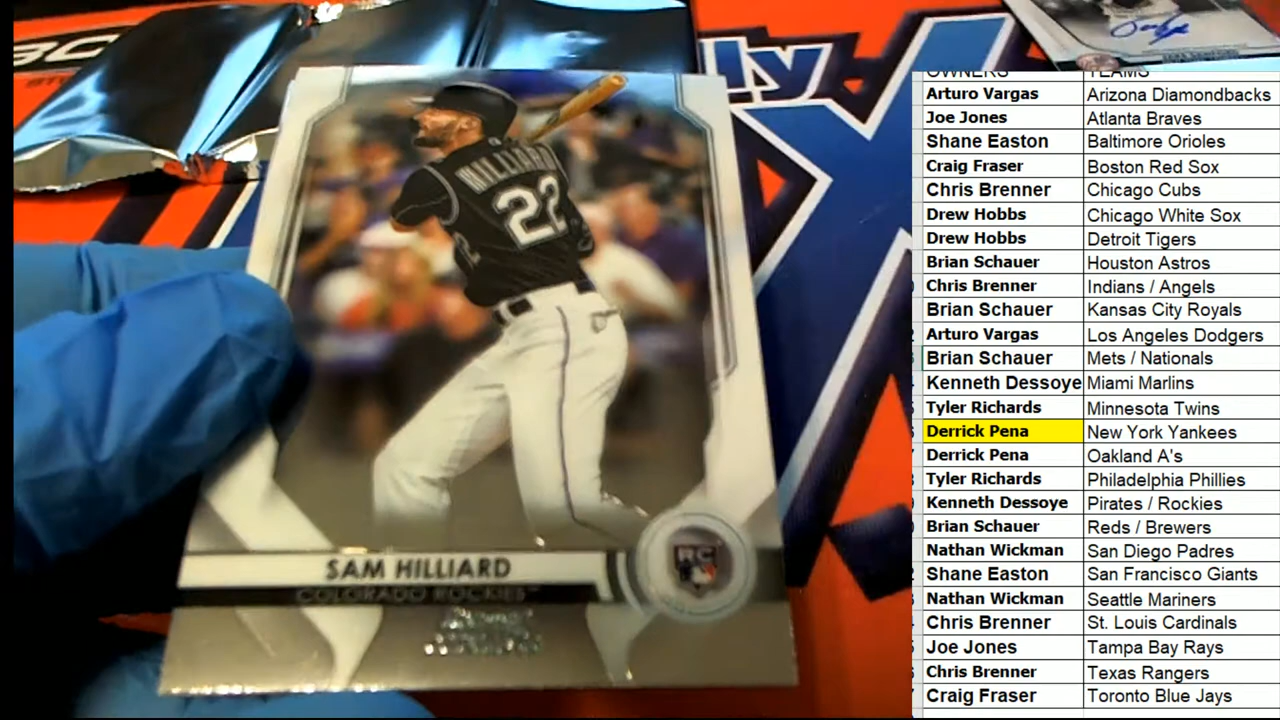 BC
lly
HILLIARD
22
SAM HILLIARD
COLORADO ROCKIES™
RC
OWNERS TEAMS
Arturo Vargas Arizona Diamondbacks
Joe Jones Atlanta Braves
Shane Easton Baltimore Orioles
Craig Fraser Boston Red Sox
Chris Brenner Chicago Cubs
Drew Hobbs Chicago White Sox
Drew Hobbs Detroit Tigers
Brian Schauer Houston Astros
Chris Brenner Indians / Angels
Brian Schauer Kansas City Royals
Arturo Vargas Los Angeles Dodgers
Brian Schauer Mets / Nationals
Kenneth Dessoye Miami Marlins
Tyler Richards Minnesota Twins
Derrick Pena New York Yankees
Derrick Pena Oakland A's
Tyler Richards Philadelphia Phillies
Kenneth Dessoye Pirates / Rockies
Brian Schauer Reds / Brewers
Nathan Wickman San Diego Padres
Shane Easton San Francisco Giants
Nathan Wickman Seattle Mariners
Chris Brenner St. Louis Cardinals
Joe Jones Tampa Bay Rays
Chris Brenner Texas Rangers
Craig Fraser Toronto Blue Jays